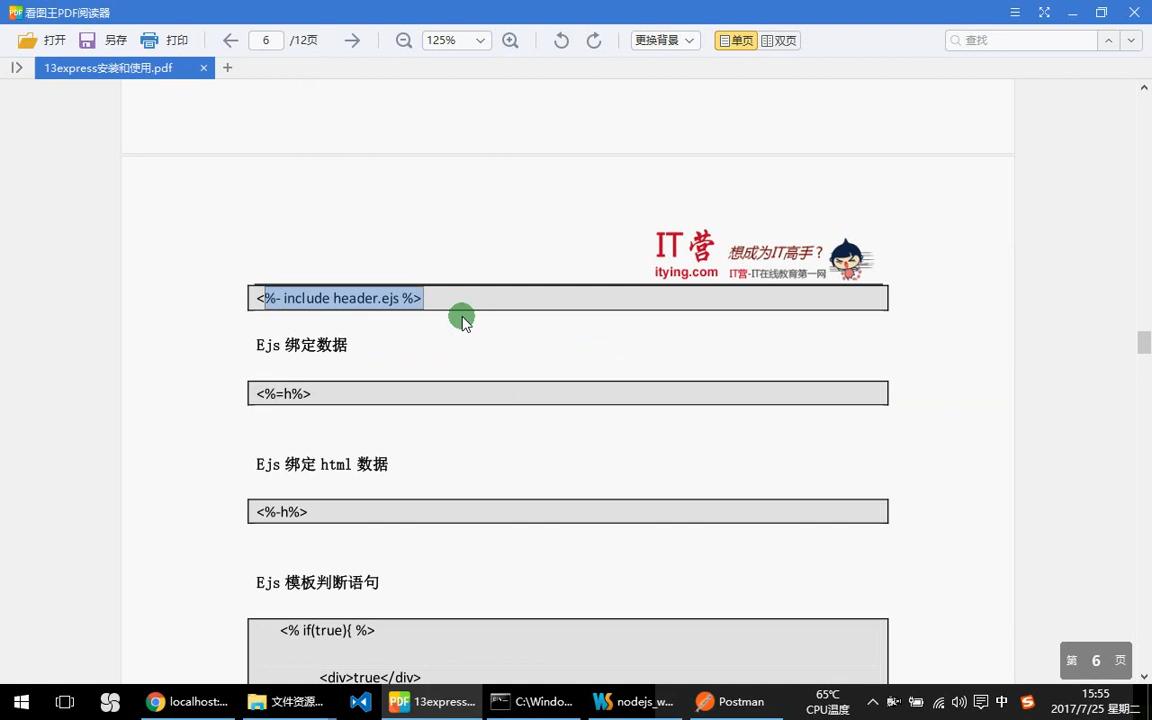 看图王PDF阅读器
打开 另存 打印 6 /12页 125% 更换背景 单页 双页 查找
13express安装和使用.pdf × +
IT营 想成为IT高手？
itying.com IT营-IT在线教育第一网
<%- include header.ejs %>
Ejs 绑定数据
<%=h%>
Ejs 绑定 html 数据
<%-h%>
Ejs 模板判断语句
<% if(true){ %>
<div>true</div>
第 6 页
localhost:... 文件资源... 13express... C:\Windo... nodejs_w... Postman 65℃ 中 15:55
CPU温度 2017/7/25 星期二